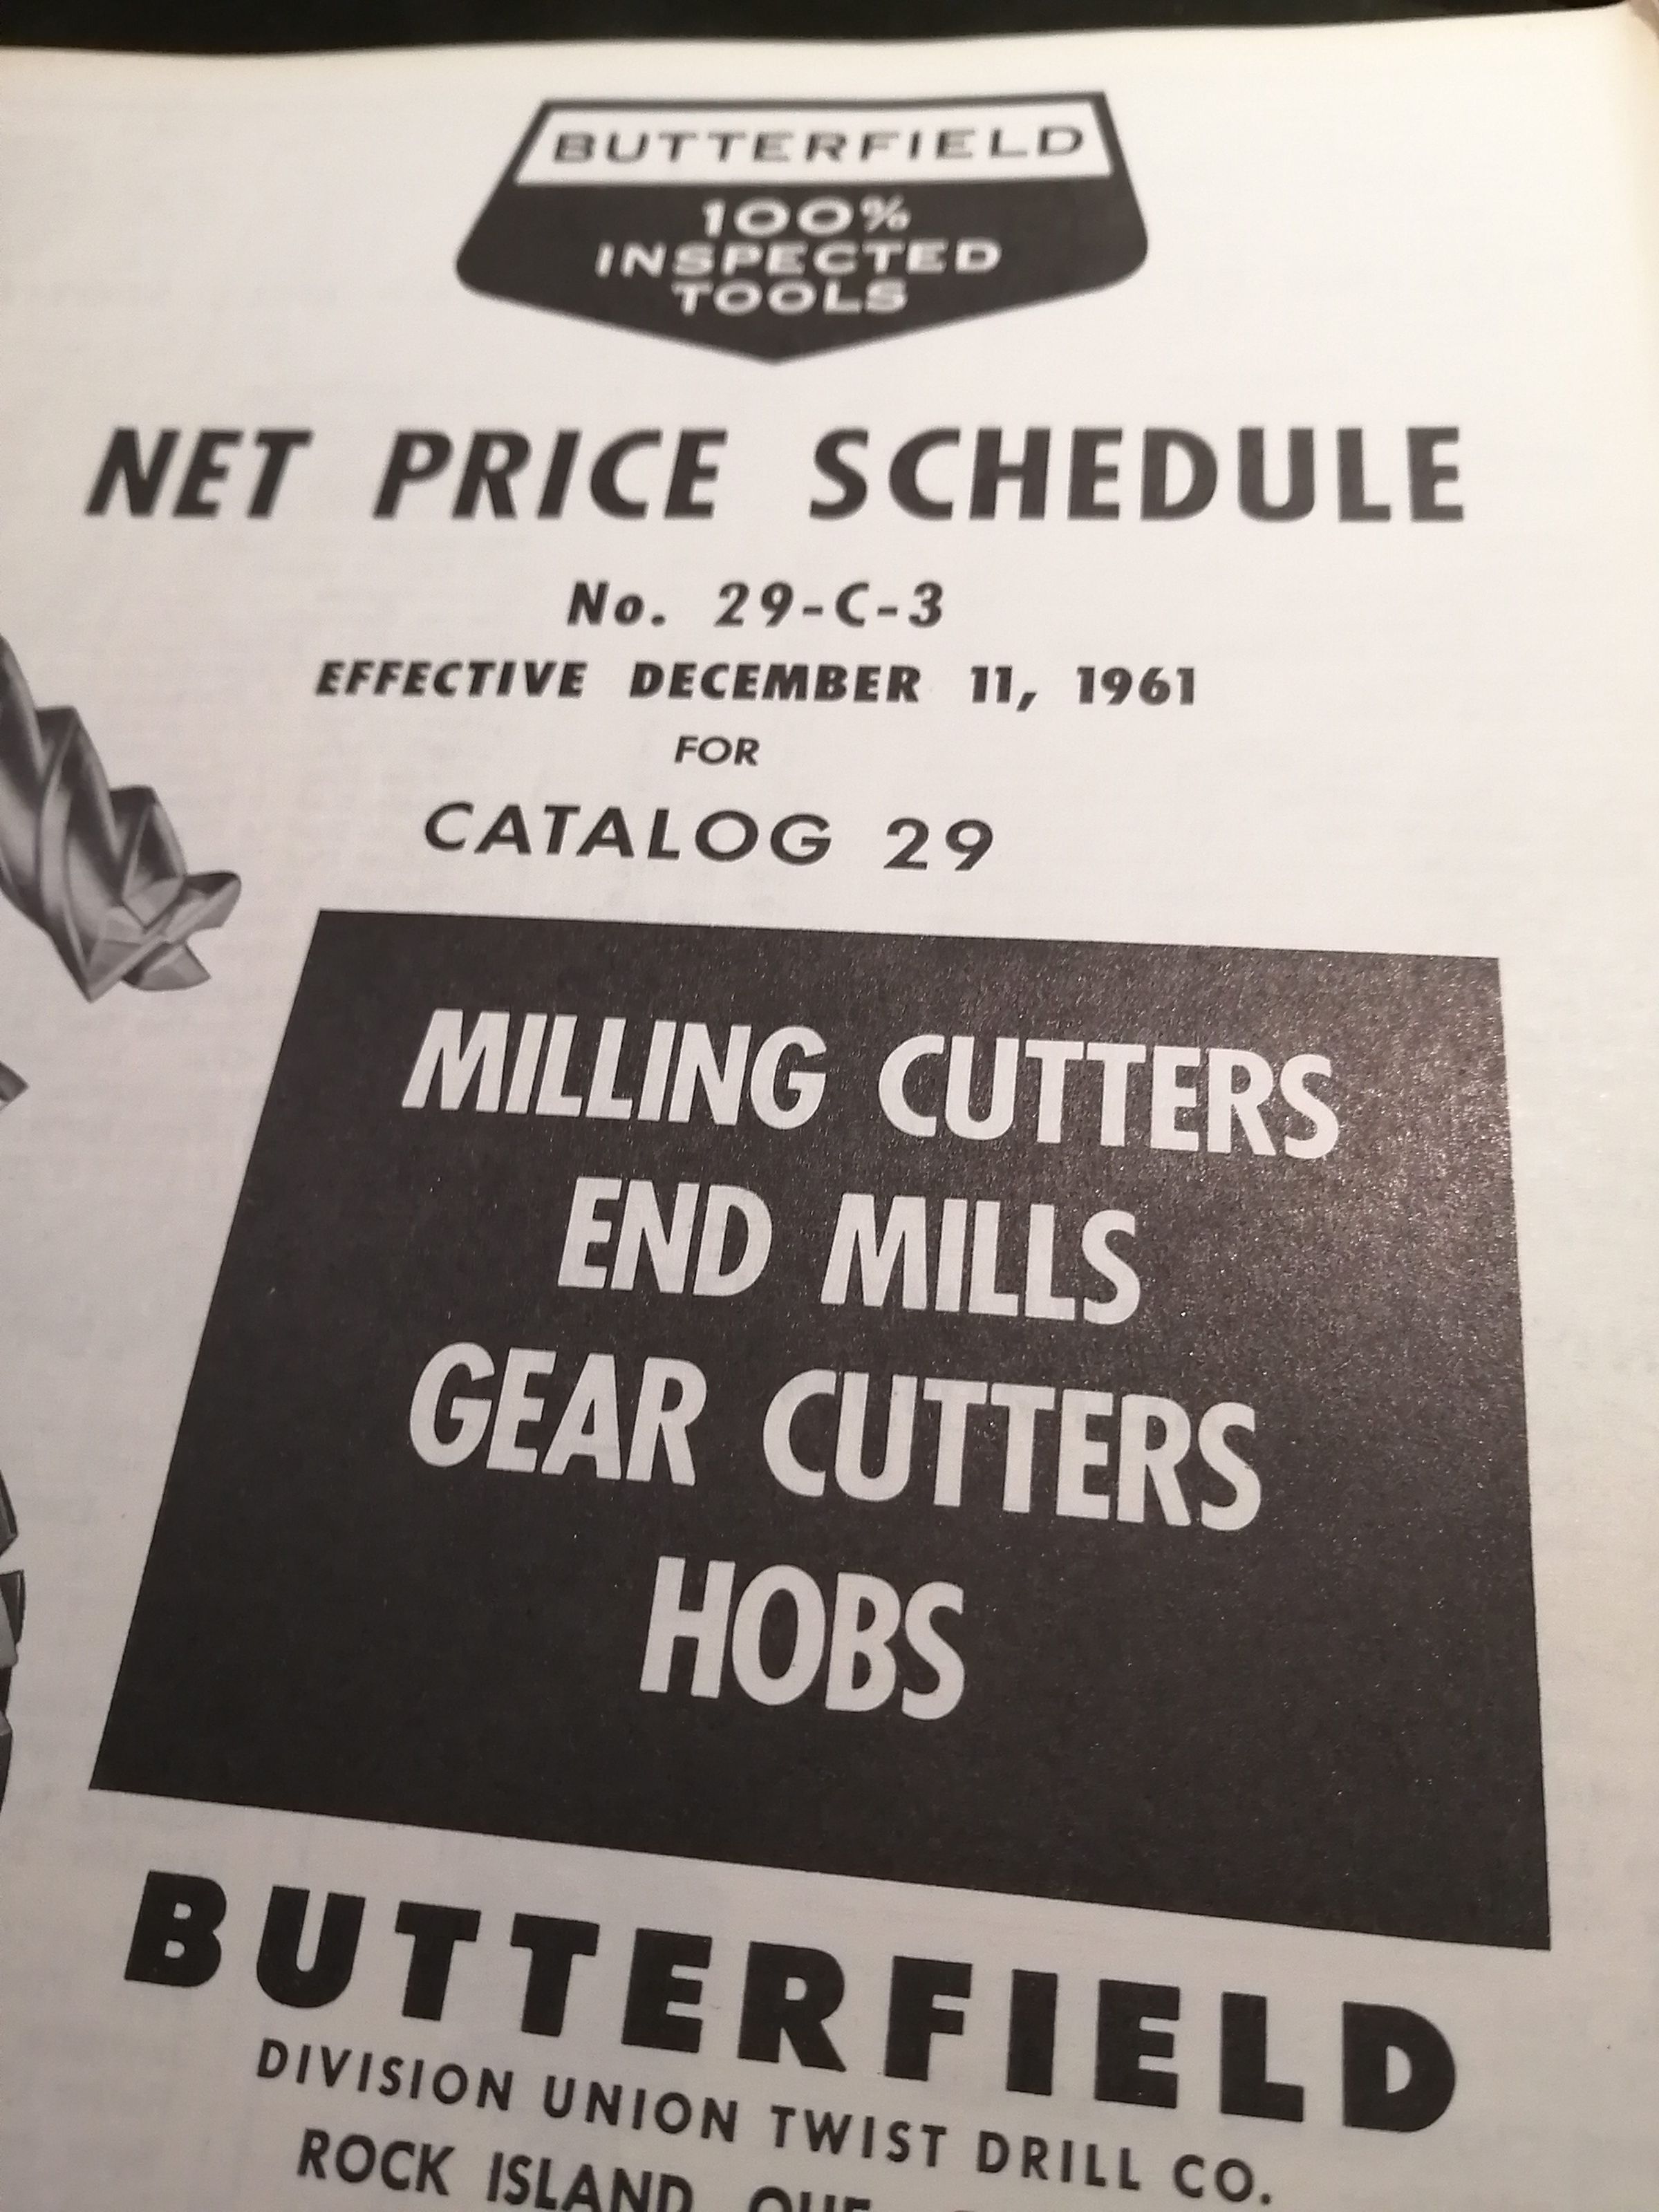 BUTTERFIELD
100%
INSPECTED
TOOLS
NET PRICE SCHEDULE
No. 29-C-3
EFFECTIVE DECEMBER 11, 1961
FOR
CATALOG 29
MILLING CUTTERS
END MILLS
GEAR CUTTERS
HOBS
BUTTERFIELD
DIVISION UNION TWIST DRILL CO.
ROCK ISLAND, QUE